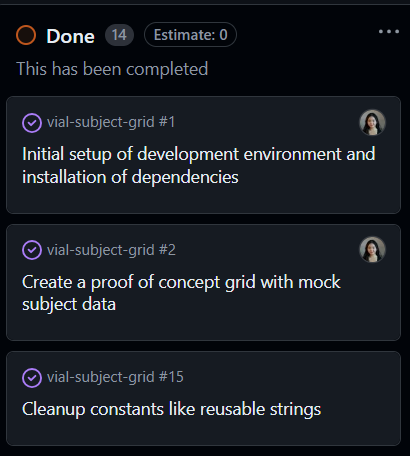 Done 14 Estimate: 0
This has been completed
vial-subject-grid #1
Initial setup of development environment and
installation of dependencies
vial-subject-grid #2
Create a proof of concept grid with mock
subject data
vial-subject-grid #15
Cleanup constants like reusable strings